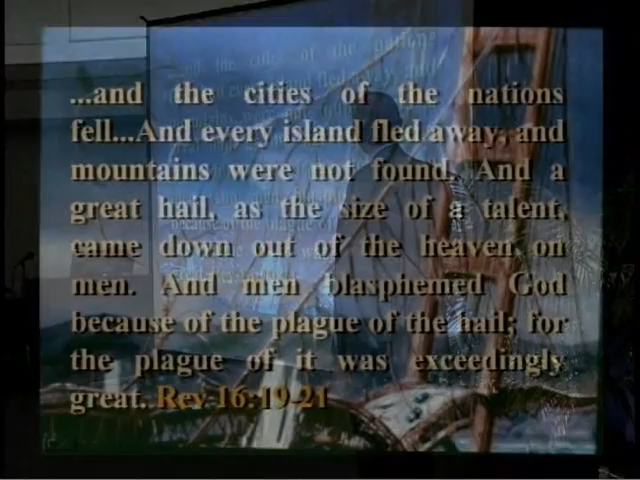 ...and the cities of the nations
fell...And every island fled away, and
mountains were not found. And a
great hail, as the size of a talent,
came down out of the heaven on
men. And men blasphemed God
because of the plague of the hail; for
the plague of it was exceedingly
great. Rev 16:19-21